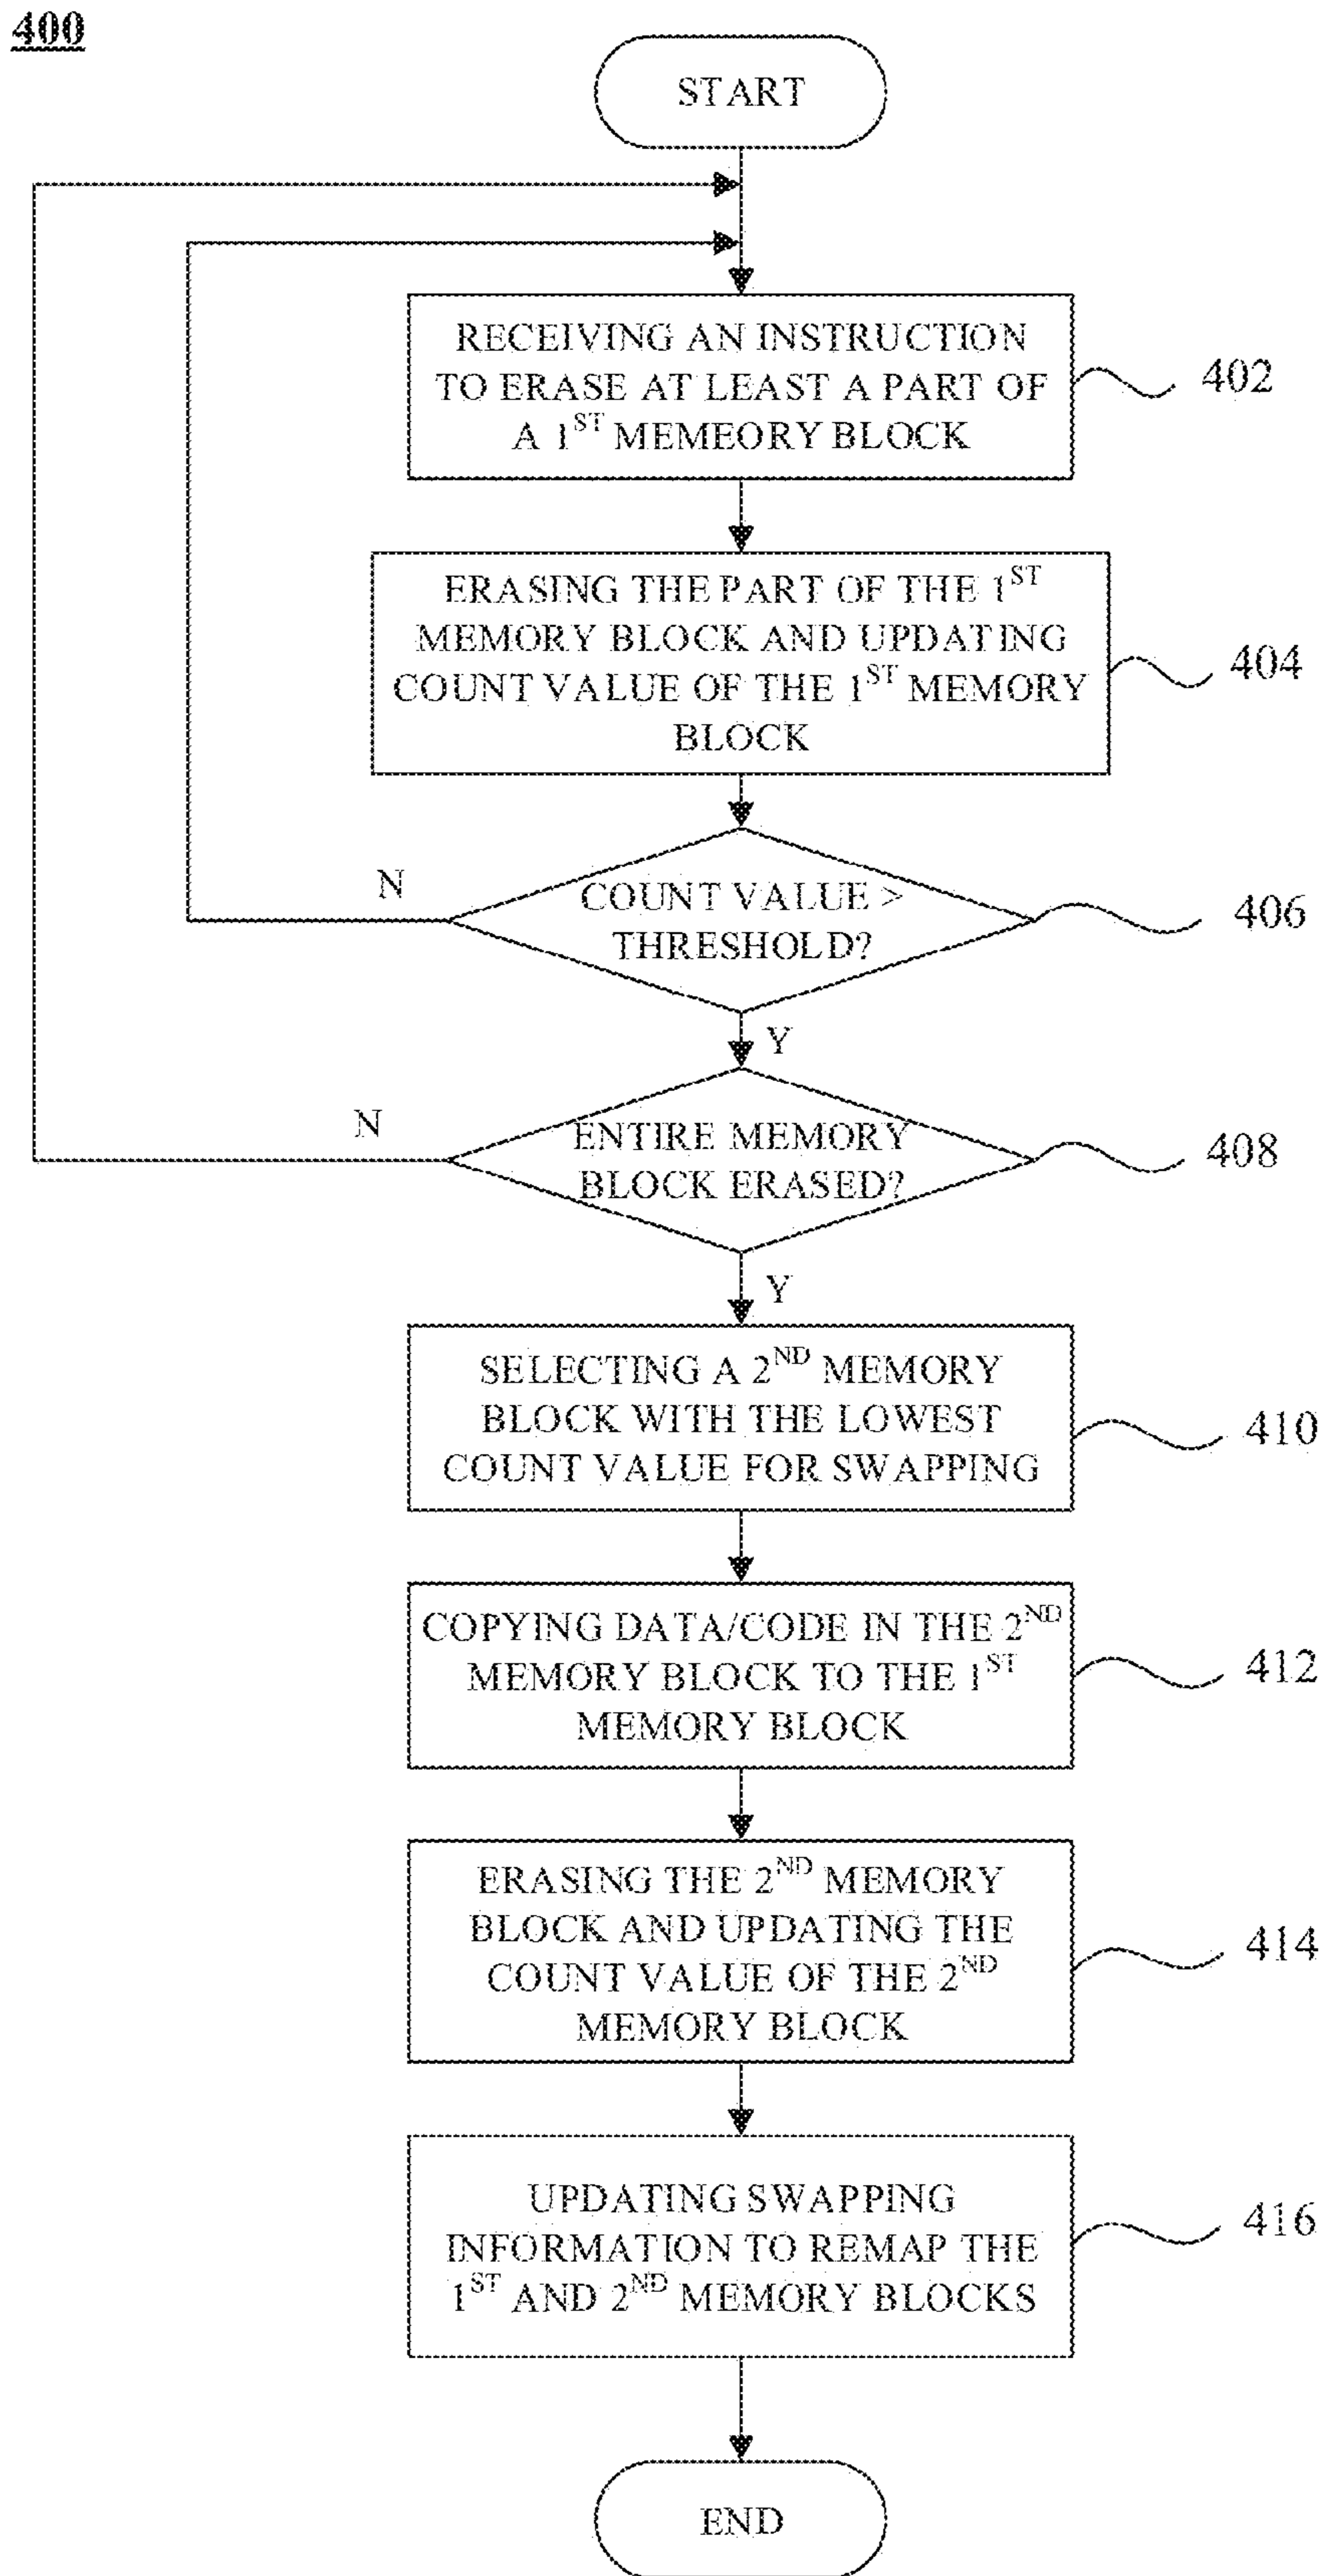 400
START
RECEIVING AN INSTRUCTION
TO ERASE AT LEAST A PART OF
A 1ST MEMEORY BLOCK
402
ERASING THE PART OF THE 1ST
MEMORY BLOCK AND UPDATING
COUNT VALUE OF THE 1ST MEMORY
BLOCK
404
N
COUNT VALUE >
THRESHOLD?
406
Y
N
ENTIRE MEMORY
BLOCK ERASED?
408
Y
SELECTING A 2ND MEMORY
BLOCK WITH THE LOWEST
COUNT VALUE FOR SWAPPING
410
COPYING DATA/CODE IN THE 2ND
MEMORY BLOCK TO THE 1ST
MEMORY BLOCK
412
ERASING THE 2ND MEMORY
BLOCK AND UPDATING THE
COUNT VALUE OF THE 2ND
MEMORY BLOCK
414
UPDATING SWAPPING
INFORMATION TO REMAP THE
1ST AND 2ND MEMORY BLOCKS
416
END